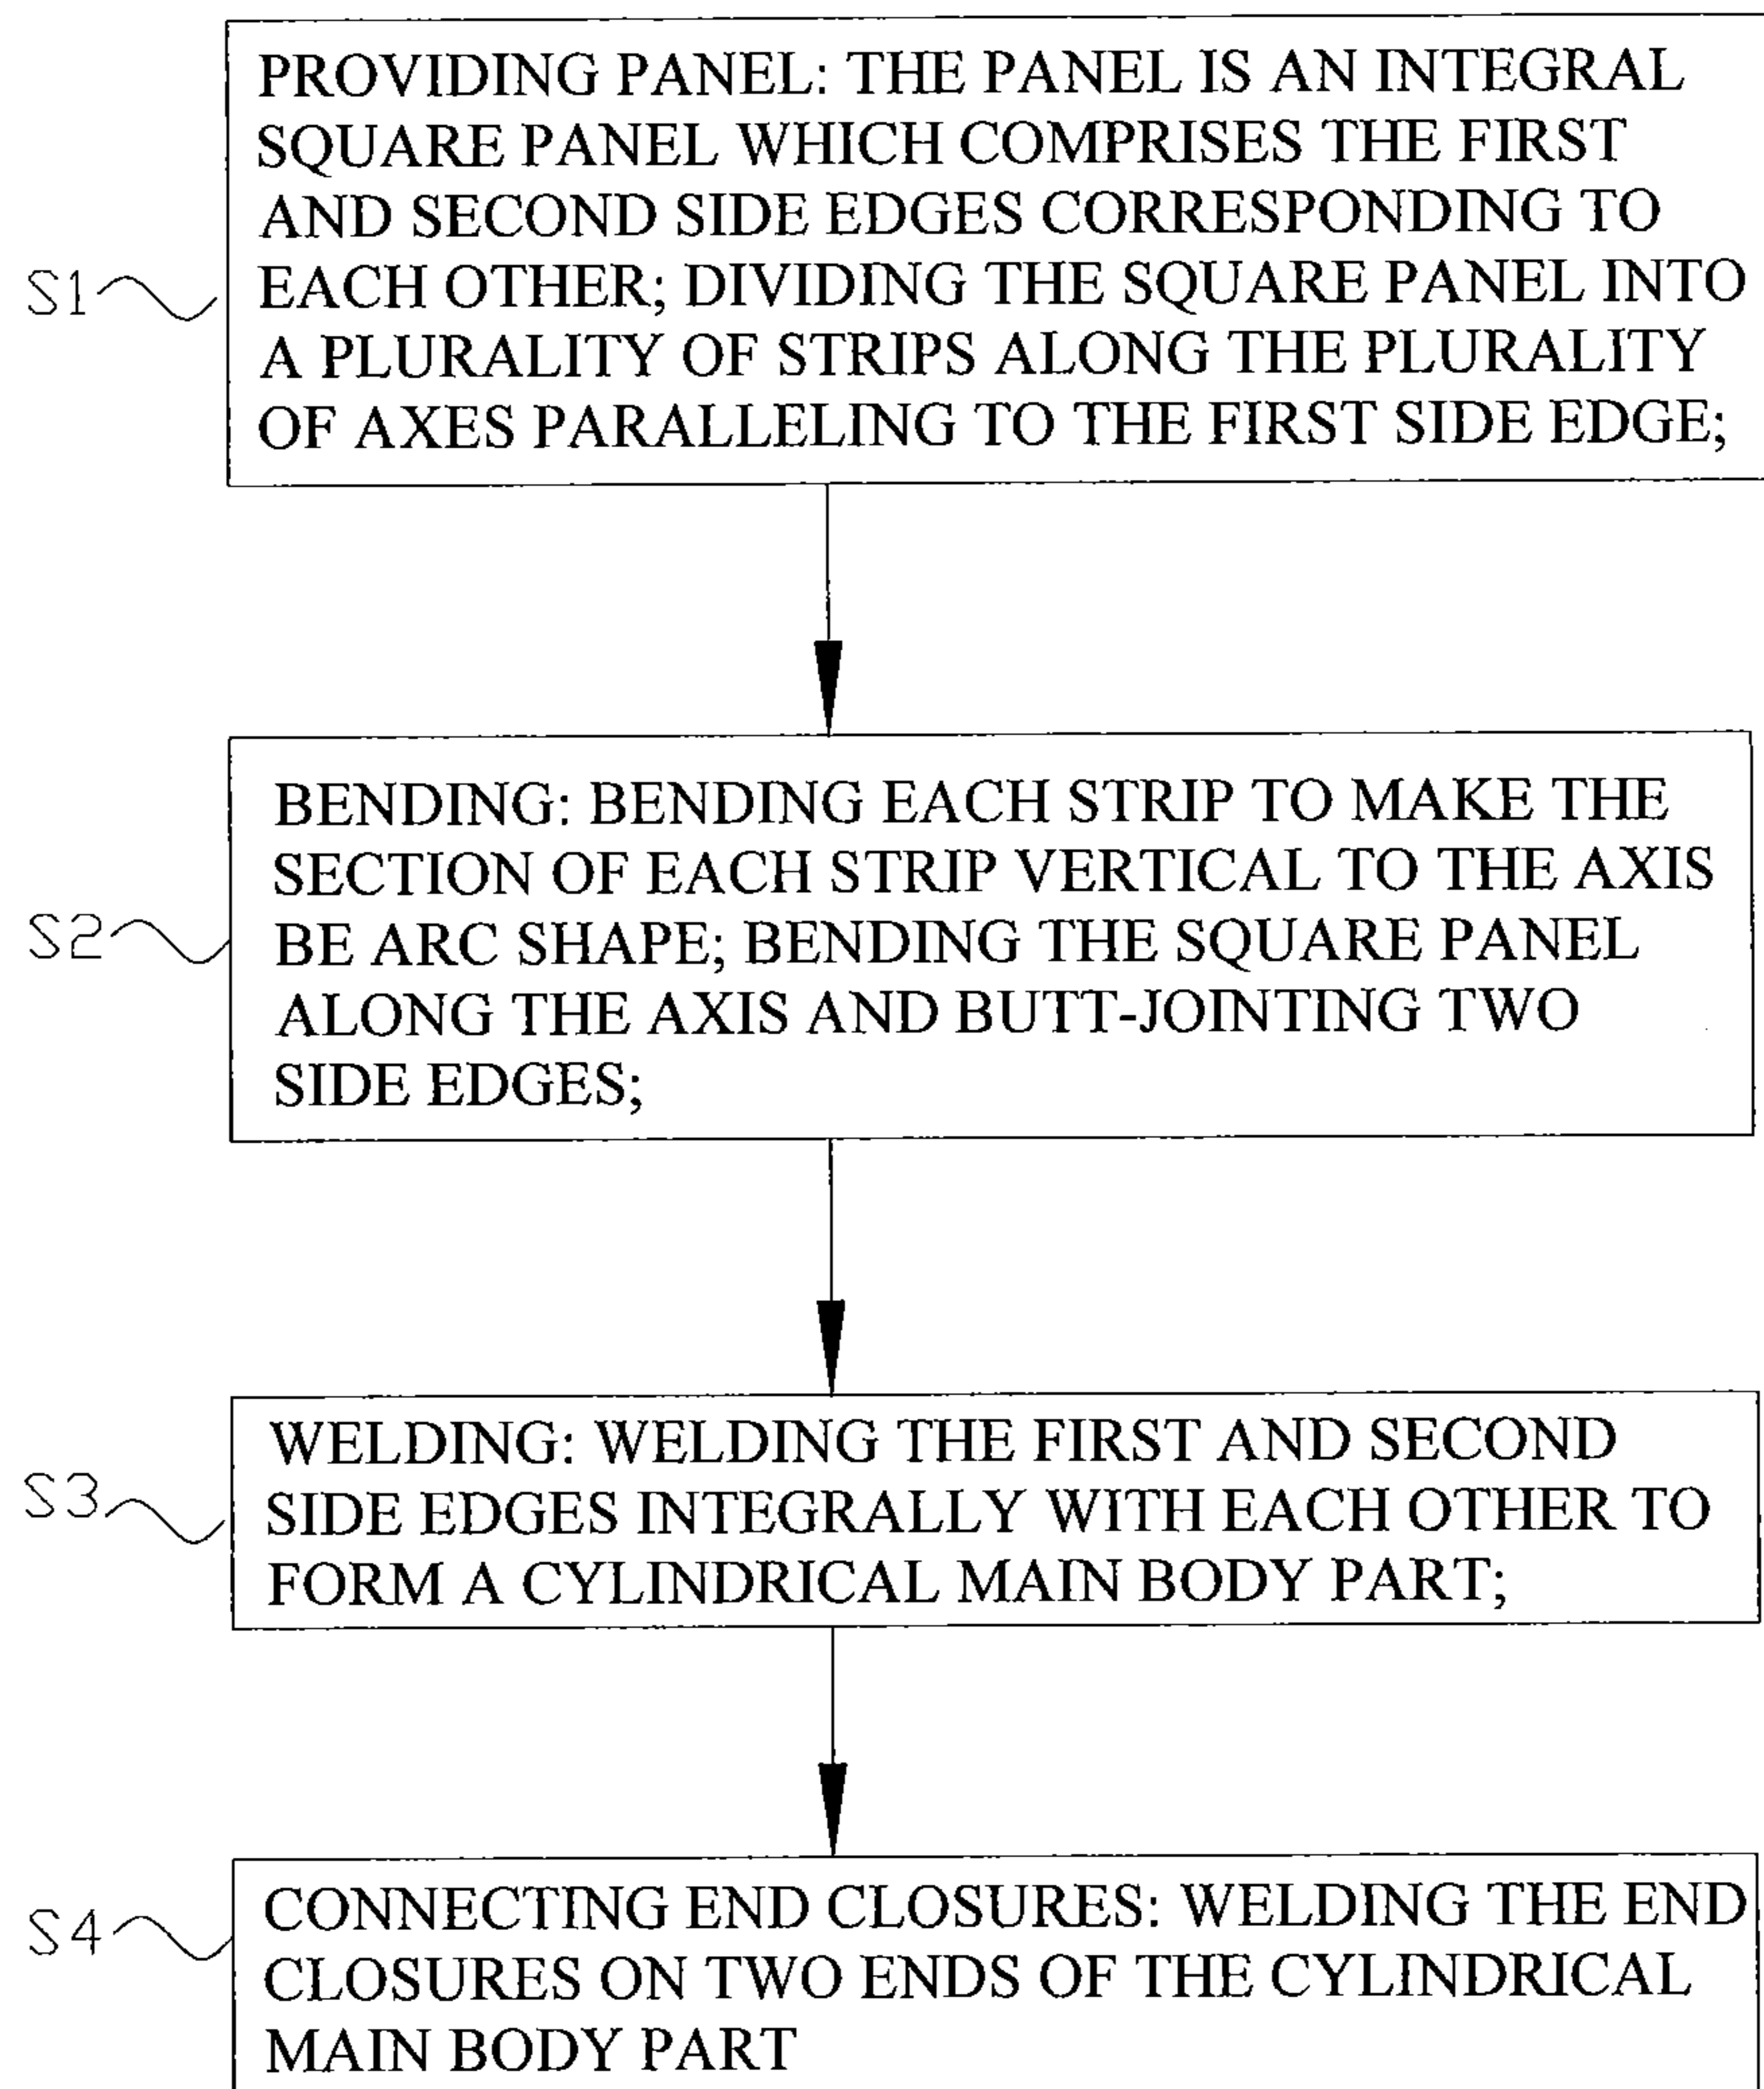 PROVIDING PANEL: THE PANEL IS AN INTEGRAL
SQUARE PANEL WHICH COMPRISES THE FIRST
AND SECOND SIDE EDGES CORRESPONDING TO
EACH OTHER; DIVIDING THE SQUARE PANEL INTO
A PLURALITY OF STRIPS ALONG THE PLURALITY
OF AXES PARALLELING TO THE FIRST SIDE EDGE;
S1
BENDING: BENDING EACH STRIP TO MAKE THE
SECTION OF EACH STRIP VERTICAL TO THE AXIS
BE ARC SHAPE; BENDING THE SQUARE PANEL
ALONG THE AXIS AND BUTT-JOINTING TWO
SIDE EDGES;
S2
WELDING: WELDING THE FIRST AND SECOND
SIDE EDGES INTEGRALLY WITH EACH OTHER TO
FORM A CYLINDRICAL MAIN BODY PART;
S3
CONNECTING END CLOSURES: WELDING THE END
CLOSURES ON TWO ENDS OF THE CYLINDRICAL
MAIN BODY PART
S4